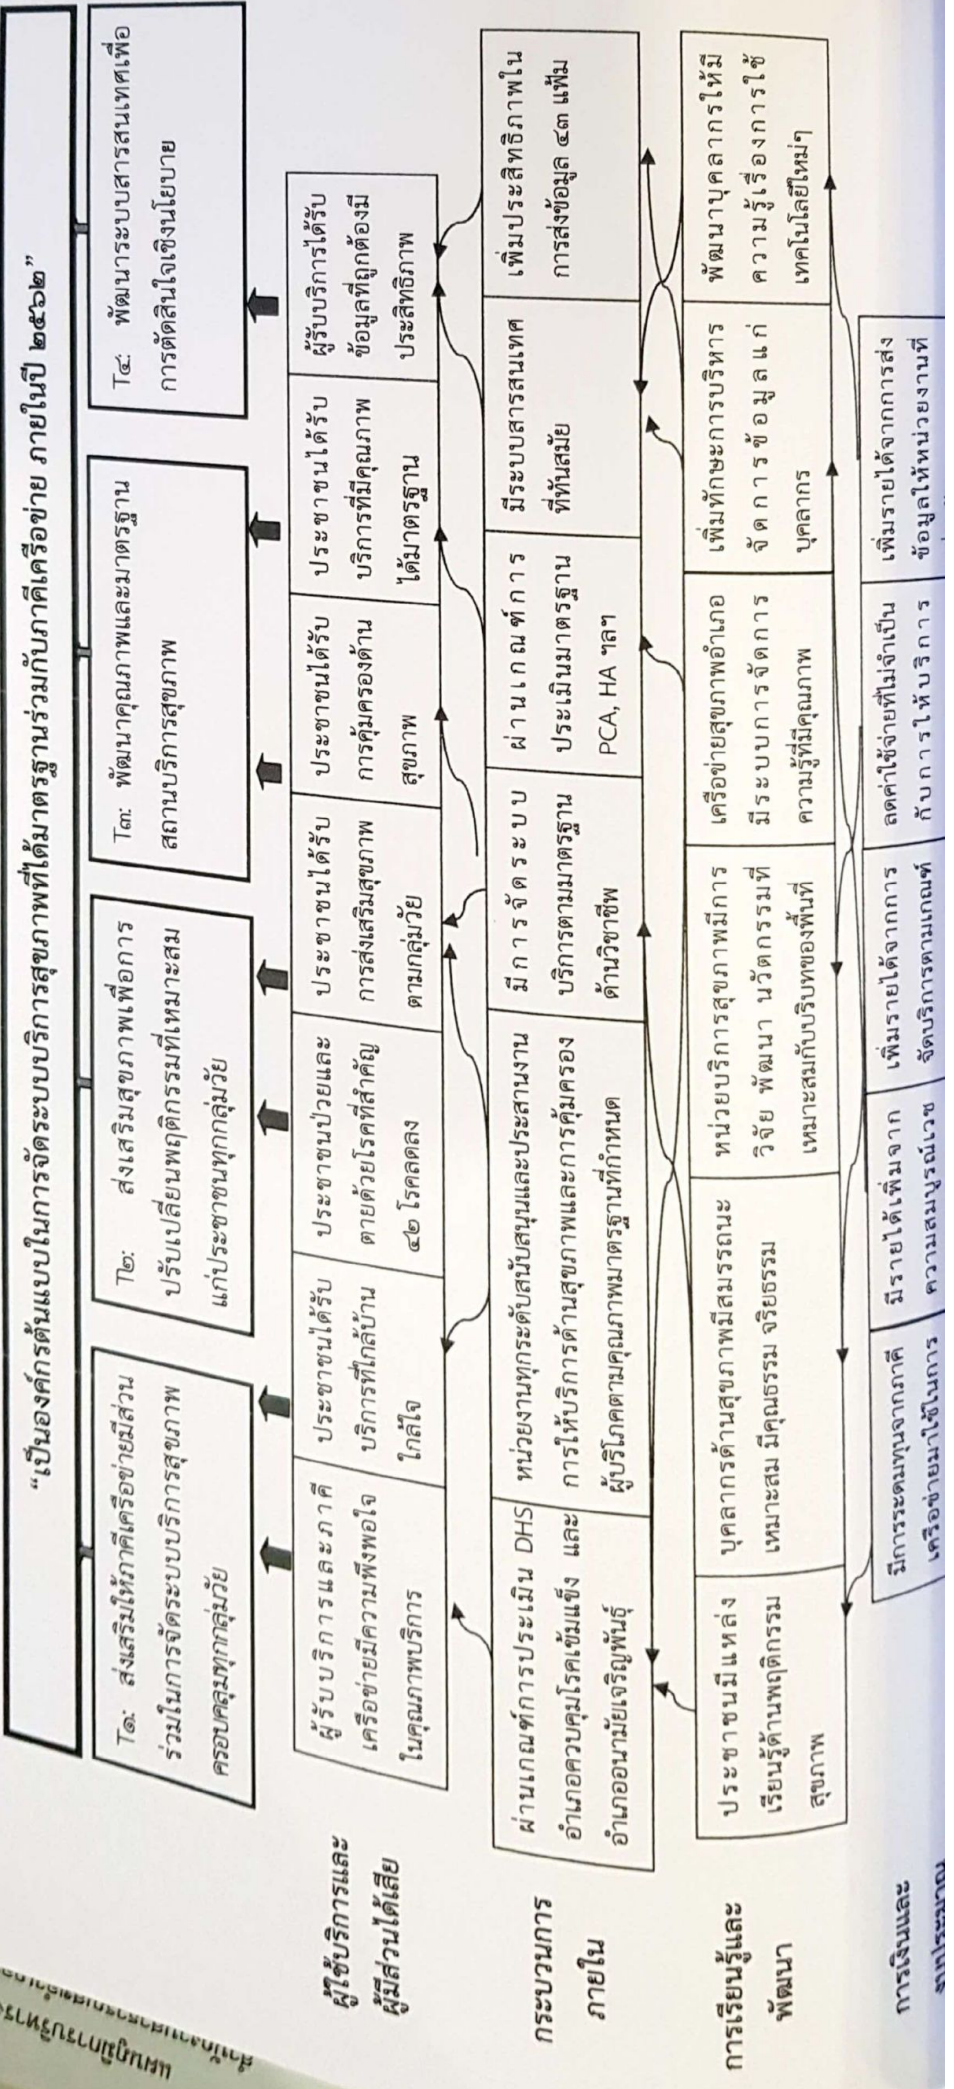 “เป็นองค์กรต้นแบบในการจัดระบบบริการสุขภาพที่ได้มาตรฐานร่วมกับภาคีเครือข่าย ภายในปี ๒๕๖๒”
T๑: ส่งเสริมให้ภาคีเครือข่ายมีส่วน
ร่วมในการจัดระบบบริการสุขภาพ
ครอบคลุมทุกกลุ่มวัย
T๒: ส่งเสริมสุขภาพเพื่อการ
ปรับเปลี่ยนพฤติกรรมที่เหมาะสม
แก่ประชาชนทุกกลุ่มวัย
T๓: พัฒนาคุณภาพและมาตรฐาน
สถานบริการสุขภาพ
T๔: พัฒนาระบบสารสนเทศเพื่อ
การตัดสินใจเชิงนโยบาย
ผู้ใช้บริการและ
ผู้มีส่วนได้เสีย
ผู้รับบริการและภาคี
เครือข่ายมีความพึงพอใจ
ในคุณภาพบริการ
ประชาชนได้รับ
บริการที่ใกล้บ้าน
ใกล้ใจ
ประชาชนป่วยและ
ตายด้วยโรคที่สำคัญ
๔๒ โรคลดลง
ประชาชนได้รับ
การส่งเสริมสุขภาพ
ตามกลุ่มวัย
ประชาชนได้รับ
การคุ้มครองด้าน
สุขภาพ
ประชาชนได้รับ
บริการที่มีคุณภาพ
ได้มาตรฐาน
ผู้รับบริการได้รับ
ข้อมูลที่ถูกต้องมี
ประสิทธิภาพ
กระบวนการ
ภายใน
ผ่านเกณฑ์การประเมิน DHS
อำเภอควบคุมโรคเข้มแข็ง และ
อำเภออนามัยเจริญพันธุ์
หน่วยงานทุกระดับสนับสนุนและประสานงาน
การให้บริการด้านสุขภาพและการคุ้มครอง
ผู้บริโภคตามคุณภาพมาตรฐานที่กำหนด
มีการจัดระบบ
บริการตามมาตรฐาน
ด้านวิชาชีพ
ผ่านเกณฑ์การ
ประเมินมาตรฐาน
PCA, HA ฯลฯ
มีระบบสารสนเทศ
ที่ทันสมัย
เพิ่มประสิทธิภาพใน
การส่งข้อมูล ๔๓ แฟ้ม
การเรียนรู้และ
พัฒนา
ประชาชนมีแหล่ง
เรียนรู้ด้านพฤติกรรม
สุขภาพ
บุคลากรด้านสุขภาพมีสมรรถนะ
เหมาะสม มีคุณธรรม จริยธรรม
หน่วยบริการสุขภาพมีการ
วิจัย พัฒนา นวัตกรรมที่
เหมาะสมกับบริบทของพื้นที่
เครือข่ายสุขภาพอำเภอ
มีระบบการจัดการ
ความรู้ที่มีคุณภาพ
เพิ่มทักษะการบริหาร
จัดการข้อมูลแก่
บุคลากร
พัฒนาบุคลากรให้มี
ความรู้เรื่องการใช้
เทคโนโลยีใหม่ๆ
การเงินและ
มีการระดมทุนจากภาคี
เครือข่ายมาใช้ในการ
มีรายได้เพิ่มจาก
ความสมบูรณ์เวช
เพิ่มรายได้จากการ
จัดบริการตามเกณฑ์
ลดค่าใช้จ่ายที่ไม่จำเป็น
กับการให้บริการ
เพิ่มรายได้จากการส่ง
ข้อมูลให้หน่วยงานที่